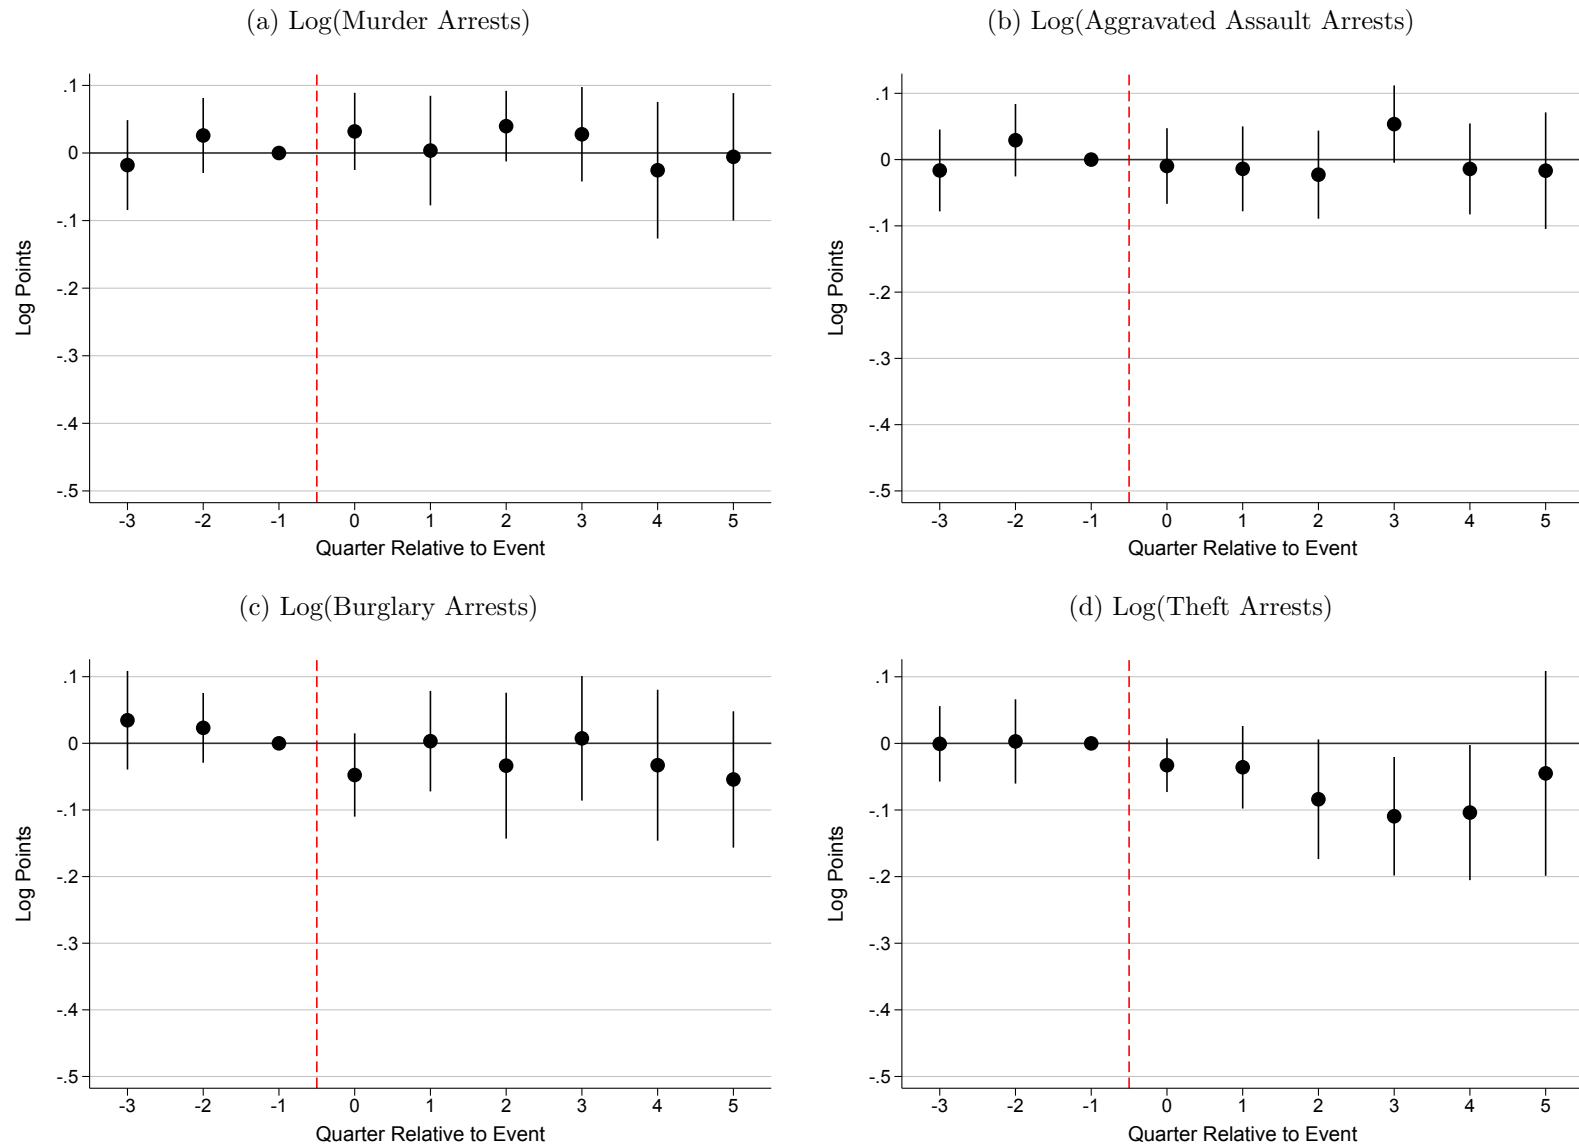 (a) Log(Murder Arrests)
.1
0
-.1
-.2
-.3
-.4
-.5
Log Points
-3 -2 -1 0 1 2 3 4 5
Quarter Relative to Event
(b) Log(Aggravated Assault Arrests)
.1
0
-.1
-.2
-.3
-.4
-.5
Log Points
-3 -2 -1 0 1 2 3 4 5
Quarter Relative to Event
(c) Log(Burglary Arrests)
.1
0
-.1
-.2
-.3
-.4
-.5
Log Points
-3 -2 -1 0 1 2 3 4 5
Quarter Relative to Event
(d) Log(Theft Arrests)
.1
0
-.1
-.2
-.3
-.4
-.5
Log Points
-3 -2 -1 0 1 2 3 4 5
Quarter Relative to Event